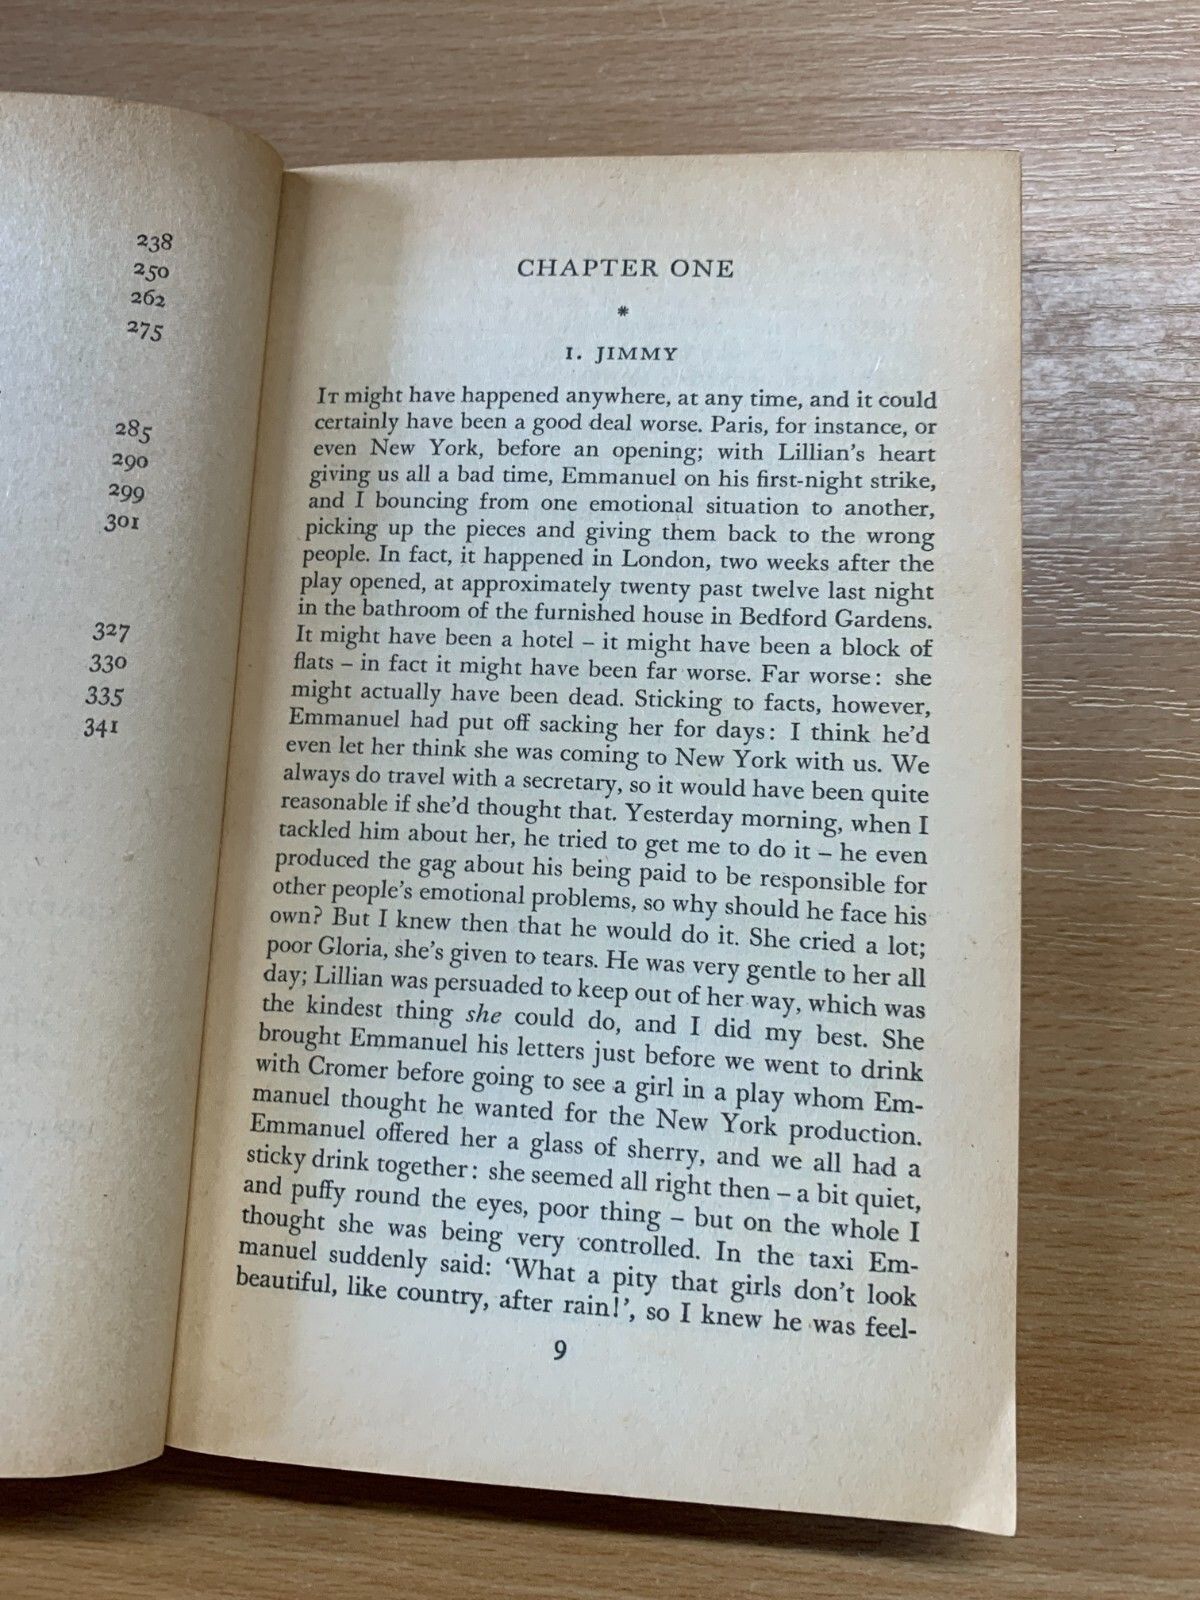 238
250
262
275
285
290
299
301
327
330
335
341
CHAPTER ONE
*
1. JIMMY
IT might have happened anywhere, at any time, and it could
certainly have been a good deal worse. Paris, for instance, or
even New York, before an opening; with Lillian's heart
giving us all a bad time, Emmanuel on his first-night strike,
and I bouncing from one emotional situation to another,
picking up the pieces and giving them back to the wrong
people. In fact, it happened in London, two weeks after the
play opened, at approximately twenty past twelve last night
in the bathroom of the furnished house in Bedford Gardens.
It might have been a hotel – it might have been a block of
flats – in fact it might have been far worse. Far worse: she
might actually have been dead. Sticking to facts, however,
Emmanuel had put off sacking her for days: I think he'd
even let her think she was coming to New York with us. We
always do travel with a secretary, so it would have been quite
reasonable if she'd thought that. Yesterday morning, when I
tackled him about her, he tried to get me to do it – he even
produced the gag about his being paid to be responsible for
other people's emotional problems, so why should he face his
own? But I knew then that he would do it. She cried a lot;
poor Gloria, she's given to tears. He was very gentle to her all
day; Lillian was persuaded to keep out of her way, which was
the kindest thing she could do, and I did my best. She
brought Emmanuel his letters just before we went to drink
with Cromer before going to see a girl in a play whom Em-
manuel thought he wanted for the New York production.
Emmanuel offered her a glass of sherry, and we all had a
sticky drink together: she seemed all right then – a bit quiet,
and puffy round the eyes, poor thing – but on the whole I
thought she was being very controlled. In the taxi Em-
manuel suddenly said: 'What a pity that girls don't look
beautiful, like country, after rain!', so I knew he was feel-
9